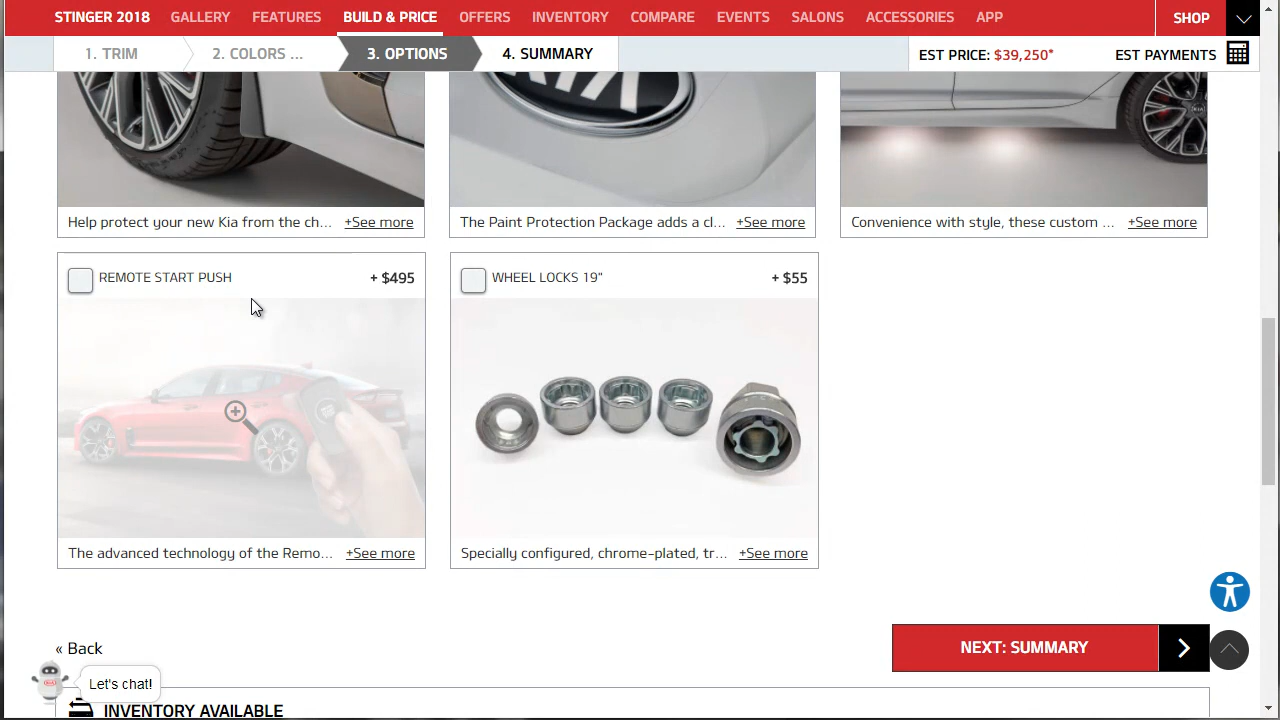 STINGER 2018 GALLERY FEATURES BUILD & PRICE OFFERS INVENTORY COMPARE EVENTS SALONS ACCESSORIES APP SHOP
1. TRIM 2. COLORS ... 3. OPTIONS 4. SUMMARY EST PRICE: $39,250* EST PAYMENTS
KIA
Help protect your new Kia from the ch... +See more
The Paint Protection Package adds a cl... +See more
Convenience with style, these custom ... +See more
REMOTE START PUSH + $495
WHEEL LOCKS 19" + $55
The advanced technology of the Remo... +See more
Specially configured, chrome-plated, tr... +See more
« Back
NEXT: SUMMARY
Let's chat!
INVENTORY AVAILABLE